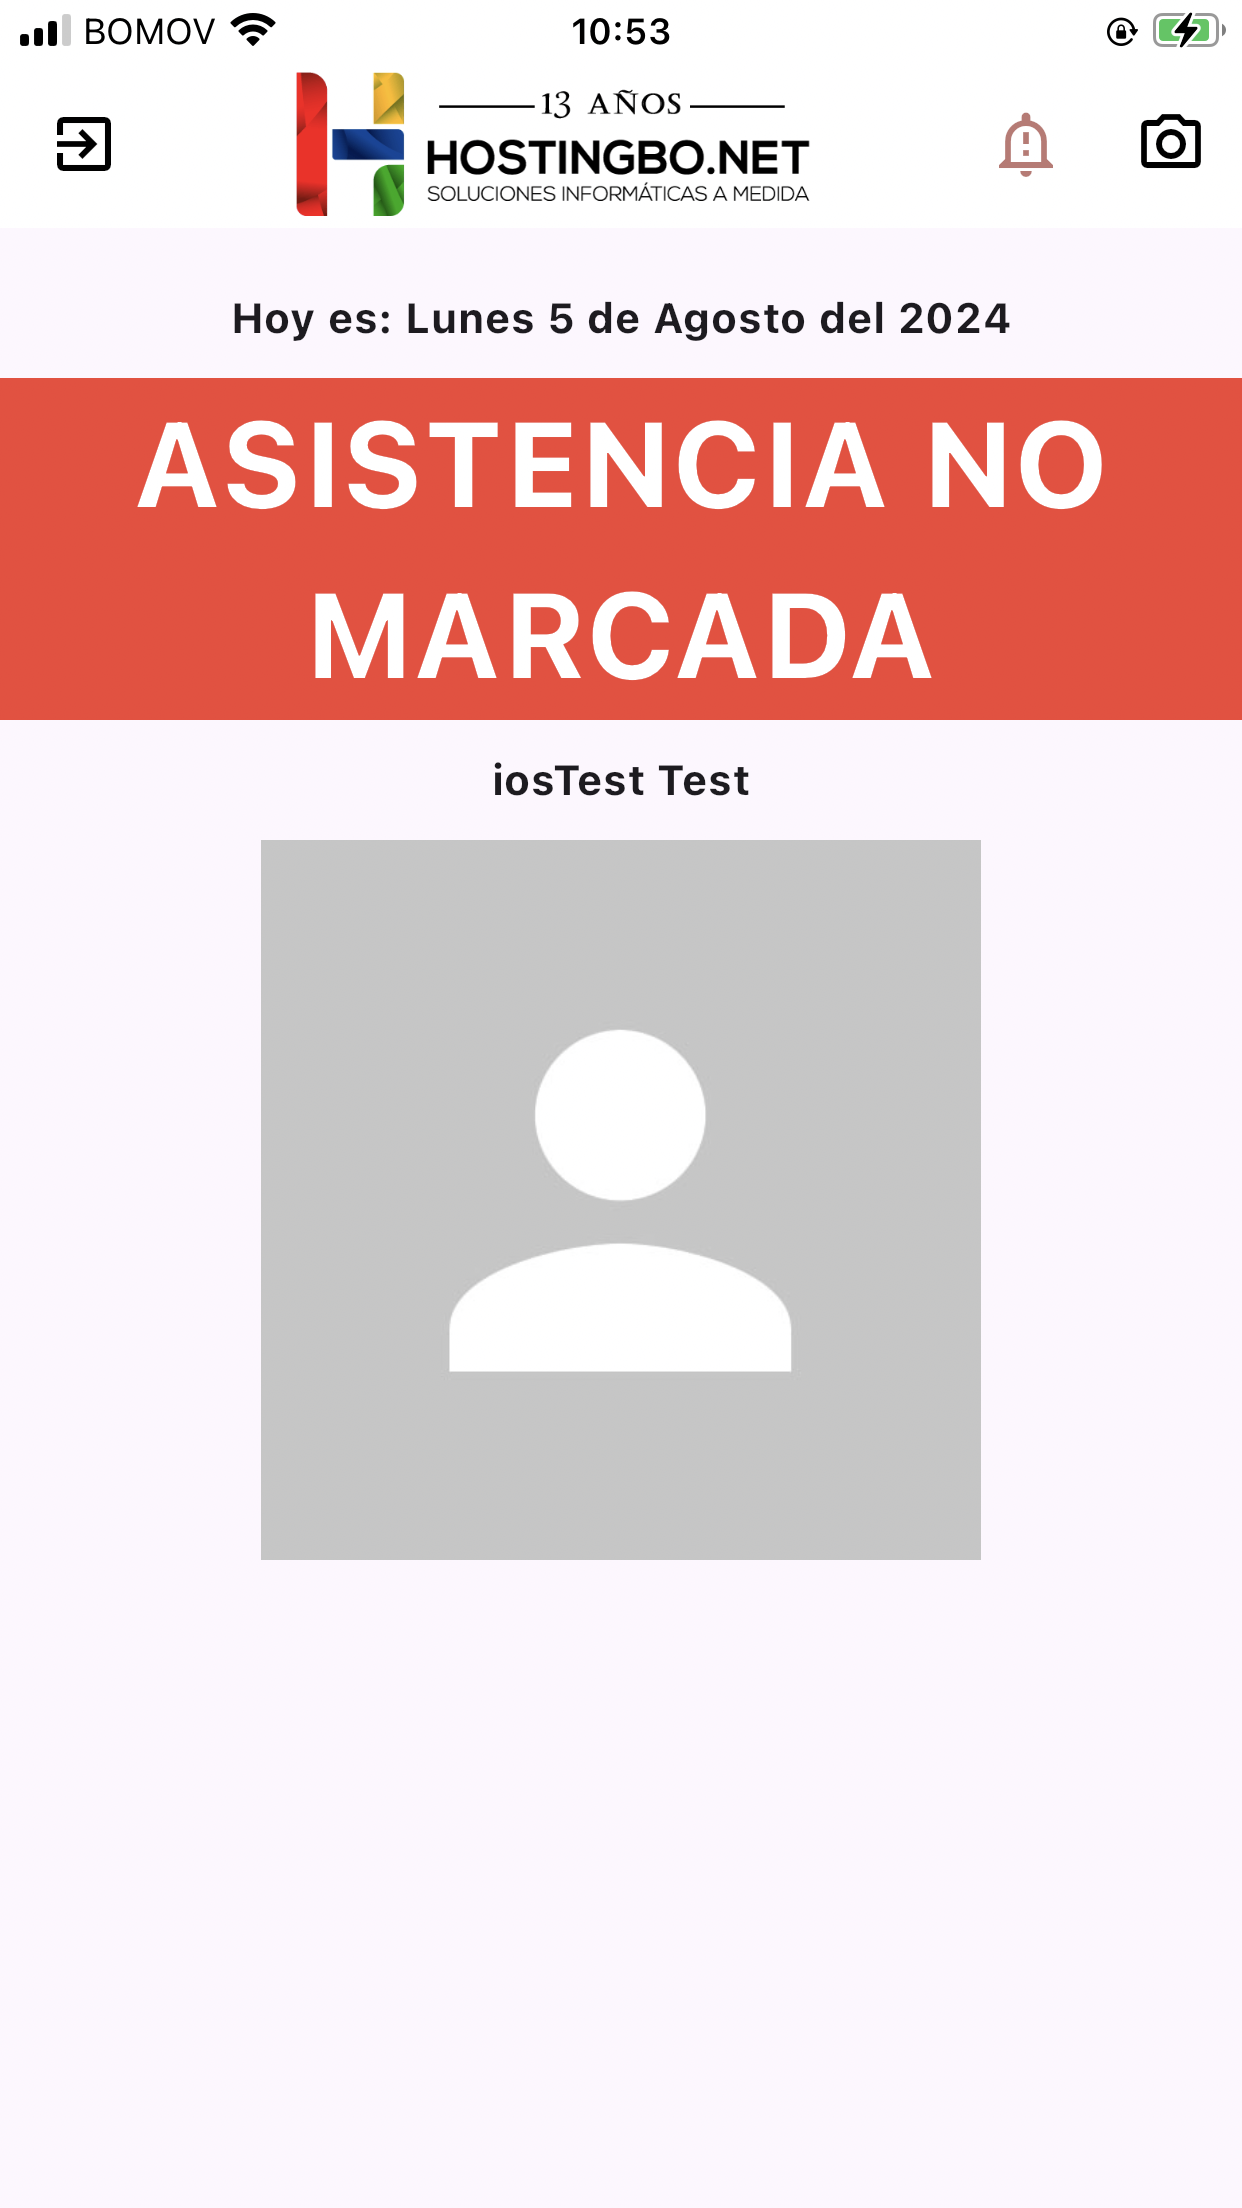 BOMOV
10:53
13 AÑOS
HOSTINGBO.NET
SOLUCIONES INFORMÁTICAS A MEDIDA
Hoy es: Lunes 5 de Agosto del 2024
ASISTENCIA NO
MARCADA
iosTest Test